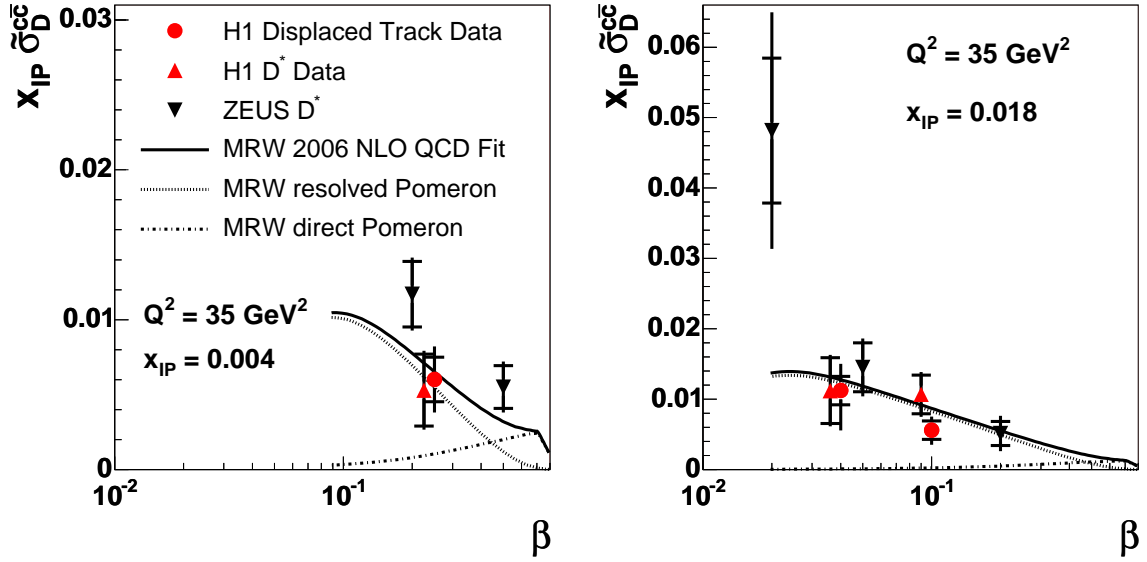 x_IP σ̃_D^cc̄
0.03
0.02
0.01
0
H1 Displaced Track Data
H1 D* Data
ZEUS D*
MRW 2006 NLO QCD Fit
MRW resolved Pomeron
MRW direct Pomeron
Q² = 35 GeV²
x_IP = 0.004
10⁻² 10⁻¹
β
x_IP σ̃_D^cc̄
0.06
0.05
0.04
0.03
0.02
0.01
0
Q² = 35 GeV²
x_IP = 0.018
10⁻² 10⁻¹
β